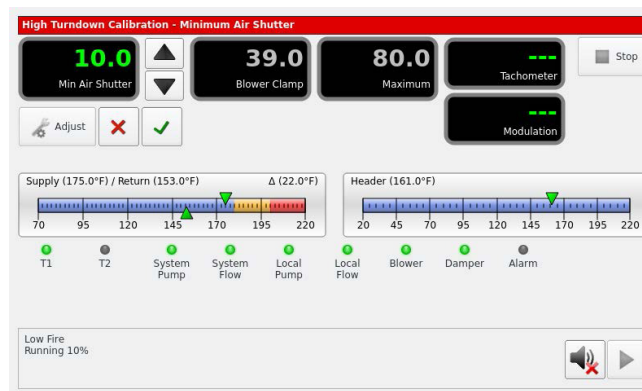 High Turndown Calibration - Minimum Air Shutter
10.0
Min Air Shutter
39.0
Blower Clamp
80.0
Maximum
---
Tachometer
Stop
---
Modulation
Adjust
Supply (175.0°F) / Return (153.0°F)
Δ (22.0°F)
70 95 120 145 170 195 220
Header (161.0°F)
20 45 70 95 120 145 170 195 220
T1
T2
System
Pump
System
Flow
Local
Pump
Local
Flow
Blower
Damper
Alarm
Low Fire
Running 10%